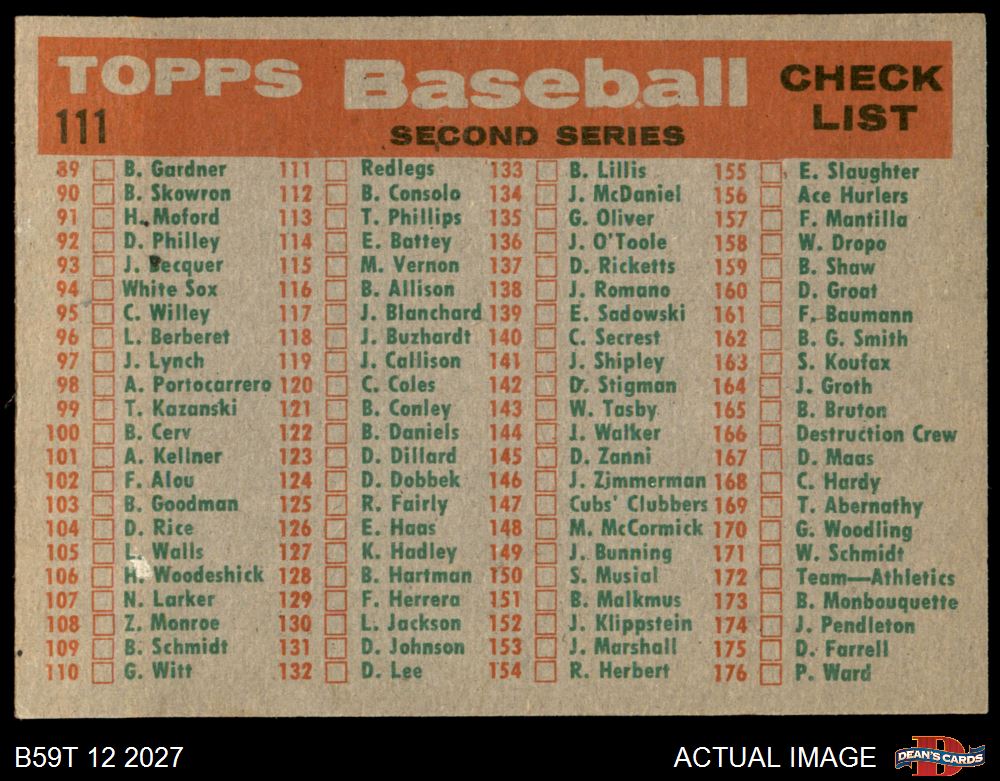 TOPPS Baseball CHECK LIST
111 SECOND SERIES
89 B. Gardner 111 Redlegs 133 B. Lillis 155 E. Slaughter
90 B. Skowron 112 B. Consolo 134 J. McDaniel 156 Ace Hurlers
91 H. Moford 113 T. Phillips 135 G. Oliver 157 F. Mantilla
92 D. Philley 114 E. Battey 136 J. O'Toole 158 W. Dropo
93 J. Becquer 115 M. Vernon 137 D. Ricketts 159 B. Shaw
94 White Sox 116 B. Allison 138 J. Romano 160 D. Groat
95 C. Willey 117 J. Blanchard 139 E. Sadowski 161 F. Baumann
96 L. Berberet 118 J. Buzhardt 140 C. Secrest 162 B. G. Smith
97 J. Lynch 119 J. Callison 141 J. Shipley 163 S. Koufax
98 A. Portocarrero 120 C. Coles 142 D. Stigman 164 J. Groth
99 T. Kazanski 121 B. Conley 143 W. Tasby 165 B. Bruton
100 B. Cerv 122 B. Daniels 144 J. Walker 166 Destruction Crew
101 A. Kellner 123 D. Dillard 145 D. Zanni 167 D. Maas
102 F. Alou 124 D. Dobbek 146 J. Zimmerman 168 C. Hardy
103 B. Goodman 125 R. Fairly 147 Cubs' Clubbers 169 T. Abernathy
104 D. Rice 126 E. Haas 148 M. McCormick 170 G. Woodling
105 L. Walls 127 K. Hadley 149 J. Bunning 171 W. Schmidt
106 H. Woodeshick 128 B. Hartman 150 S. Musial 172 Team—Athletics
107 N. Larker 129 F. Herrera 151 B. Malkmus 173 B. Monbouquette
108 Z. Monroe 130 L. Jackson 152 J. Klippstein 174 J. Pendleton
109 B. Schmidt 131 D. Johnson 153 J. Marshall 175 D. Farrell
110 G. Witt 132 D. Lee 154 R. Herbert 176 P. Ward
B59T 12 2027 ACTUAL IMAGE D DEAN'S CARDS